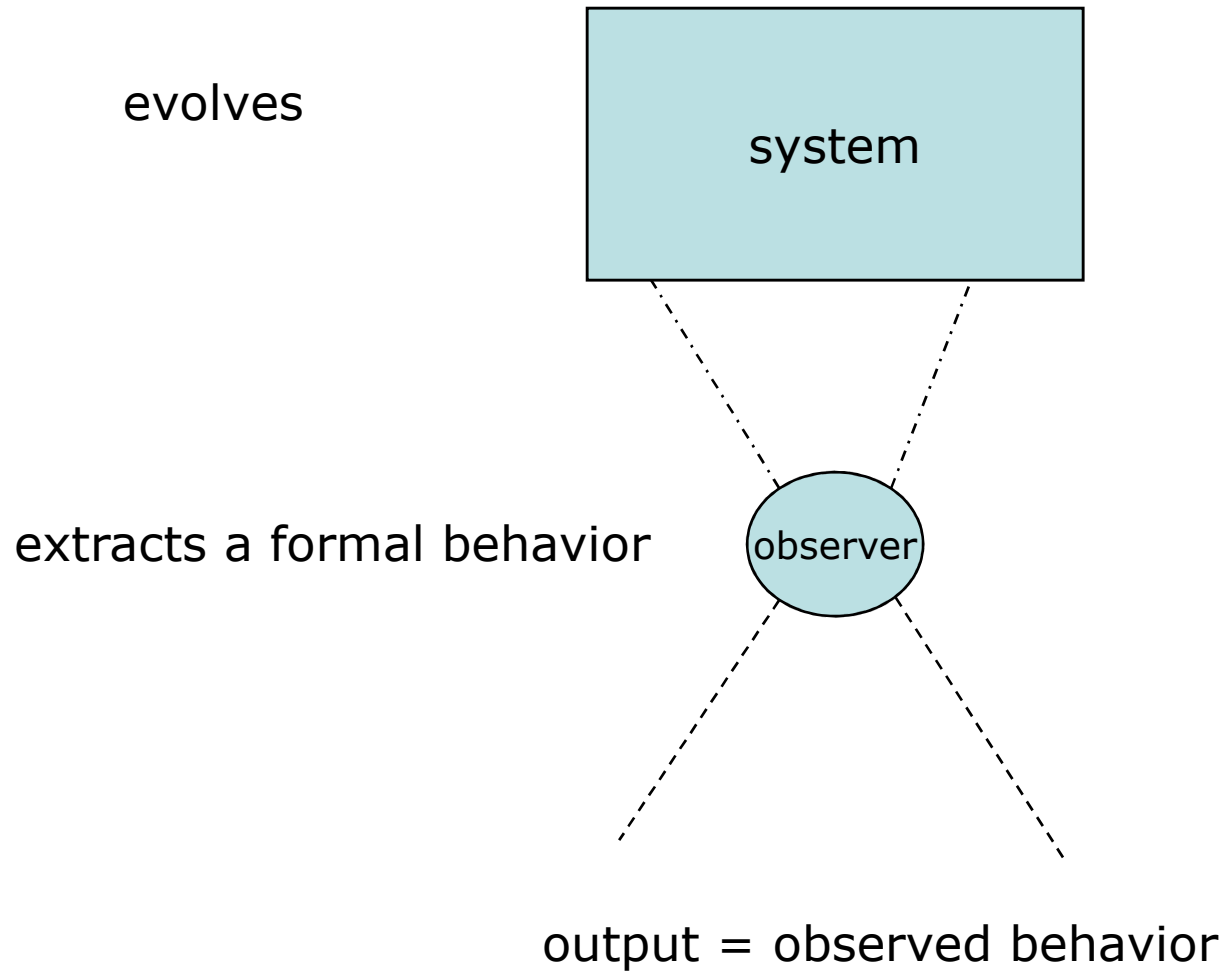 evolves
system
extracts a formal behavior
observer
output = observed behavior